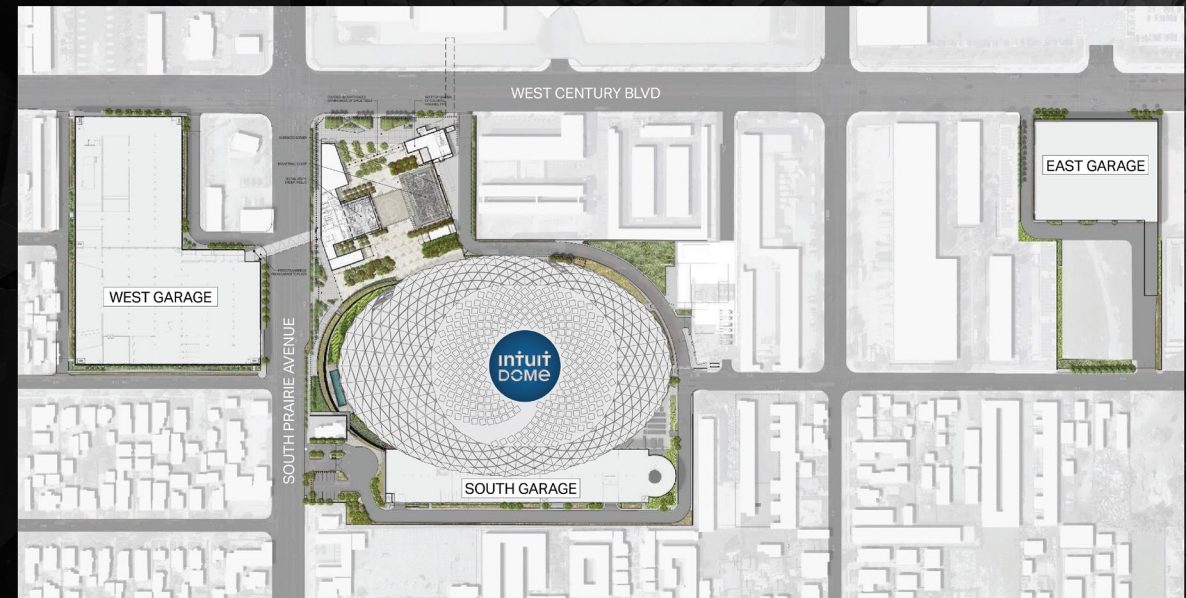 WEST CENTURY BLVD
EAST GARAGE
WEST GARAGE
SOUTH PRAIRIE AVENUE
intuit
DOME
SOUTH GARAGE